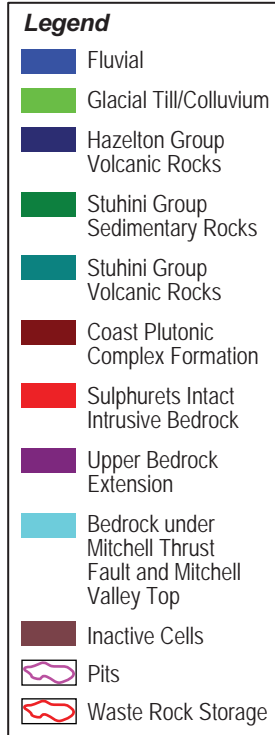 Legend
Fluvial
Glacial Till/Colluvium
Hazelton Group
Volcanic Rocks
Stuhini Group
Sedimentary Rocks
Stuhini Group
Volcanic Rocks
Coast Plutonic
Complex Formation
Sulphurets Intact
Intrusive Bedrock
Upper Bedrock
Extension
Bedrock under
Mitchell Thrust
Fault and Mitchell
Valley Top
Inactive Cells
Pits
Waste Rock Storage